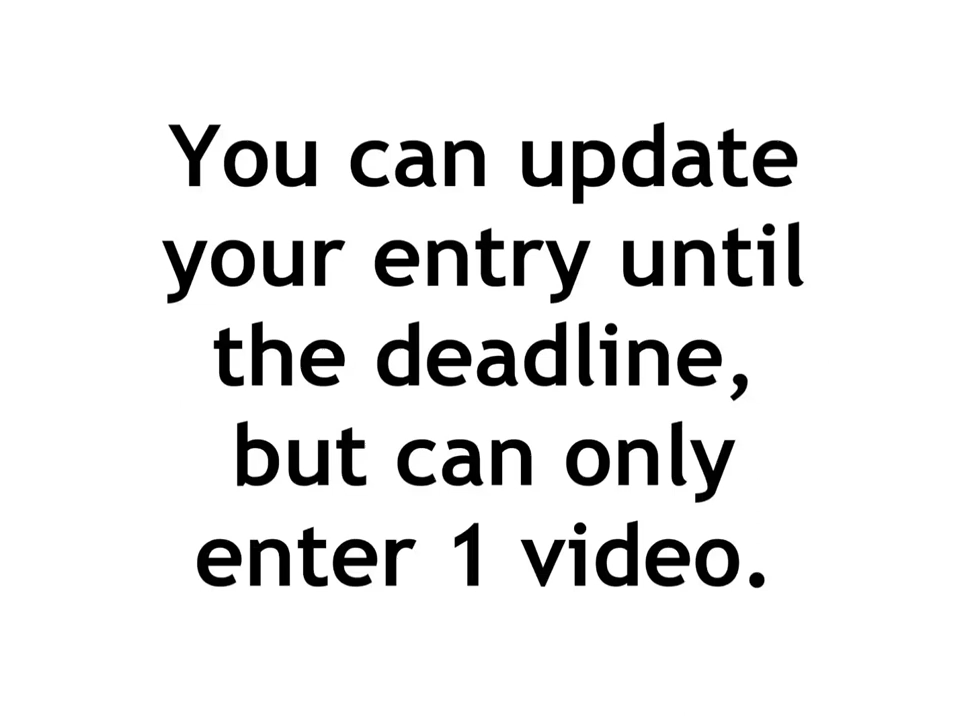 You can update
your entry until
the deadline,
but can only
enter 1 video.